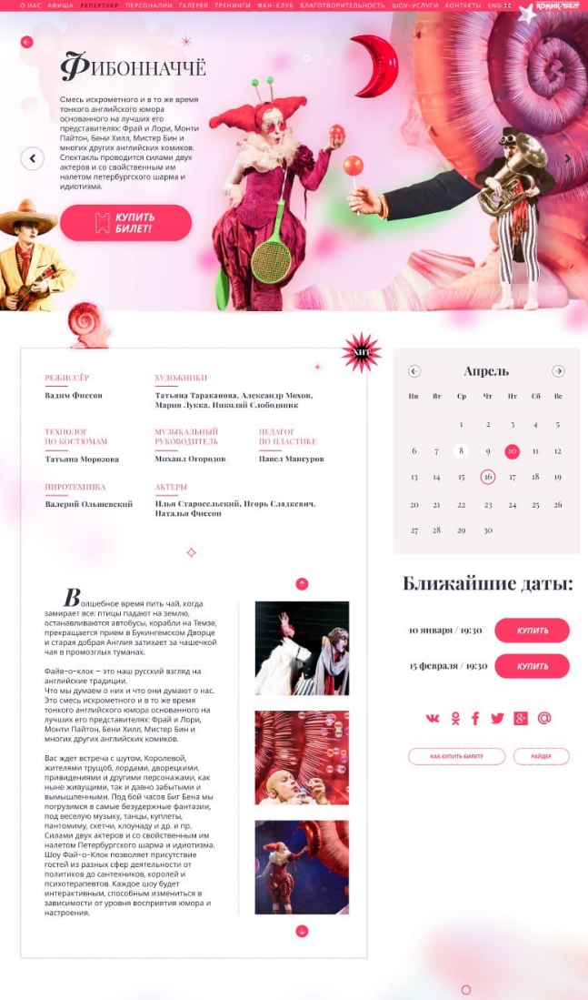 О НАС АФИША РЕПЕРТУАР ПЕРСОНАЛИИ ГАЛЕРЕЯ ТРЕНИНГИ ФАН-КЛУБ БЛАГОТВОРИТЕЛЬНОСТЬ ШОУ-УСЛУГИ КОНТАКТЫ ENG
КОМИК-ТРЕСТ
ФИБОННАЧЧЁ
Смесь искрометного и в то же время
тонкого английского юмора
основанного на лучших его
представителях: Фрай и Лори, Монти
Пайтон, Бени Хилл, Мистер Бин и
многих других английских комиков.
Спектакль проводится силами двух
актеров и со свойственным им
налетом петербургского шарма и
идиотизма.
КУПИТЬ
БИЛЕТ!
ХИТ
РЕЖИССЁР
Вадим Фиссон
ХУДОЖНИКИ
Татьяна Тараканова, Александр Мохов,
Мария Лукка, Николай Слободяник
ТЕХНОЛОГ
ПО КОСТЮМАМ
Татьяна Морозова
МУЗЫКАЛЬНЫЙ
РУКОВОДИТЕЛЬ
Михаил Огородов
ПЕДАГОГ
ПО ПЛАСТИКЕ
Павел Мансуров
ПИРОТЕХНИКА
Валерий Ольшевский
АКТЕРЫ
Илья Старосельский, Игорь Сладкевич,
Наталья Фиссон
Волшебное время пить чай, когда
замирает все: птицы падают на землю,
останавливаются автобусы, корабли на Темзе,
прекращается прием в Букингемском Дворце
и старая добрая Англия затихает за чашечкой
чая в промозглых туманах.
Файв-о-клок – это наш русский взгляд на
английские традиции.
Что мы думаем о них и что они думают о нас.
Это смесь искрометного и в то же время
тонкого английского юмора основанного на
лучших его представителях: Фрай и Лори,
Монти Пайтон, Бени Хилл, Мистер Бин и
многих других английских комиков.
Вас ждет встреча с шутом, Королевой,
жителями трущоб, лордами, дворецкими,
привидениями и другими персонажами, как
ныне живущими, так и давно забытыми и
вымышленными. Под бой часов Биг Бена мы
погрузимся в самые безудержные фантазии,
под веселую музыку, танцы, куплеты,
пантомиму, скетчи, клоунаду и др. и пр.
Силами двух актеров и со свойственным им
налетом Петербургского шарма и идиотизма.
Шоу Фай-о-Клок позволяет присутствие
гостей из разных сфер деятельности от
политиков до сантехников, королей и
психотерапевтов. Каждое шоу будет
интерактивным, способным измениться в
зависимости от уровня восприятия юмора и
настроения.
Апрель
Пн Вт Ср Чт Пт Сб Вс
1 2 3 4 5
6 7 8 9 10 11 12
13 14 15 16 17 18 19
20 21 22 23 24 25 26
27 28 29 30
Ближайшие даты:
10 января / 19:30 КУПИТЬ
15 февраля / 19:30 КУПИТЬ
КАК КУПИТЬ БИЛЕТ? РАЙДЕР